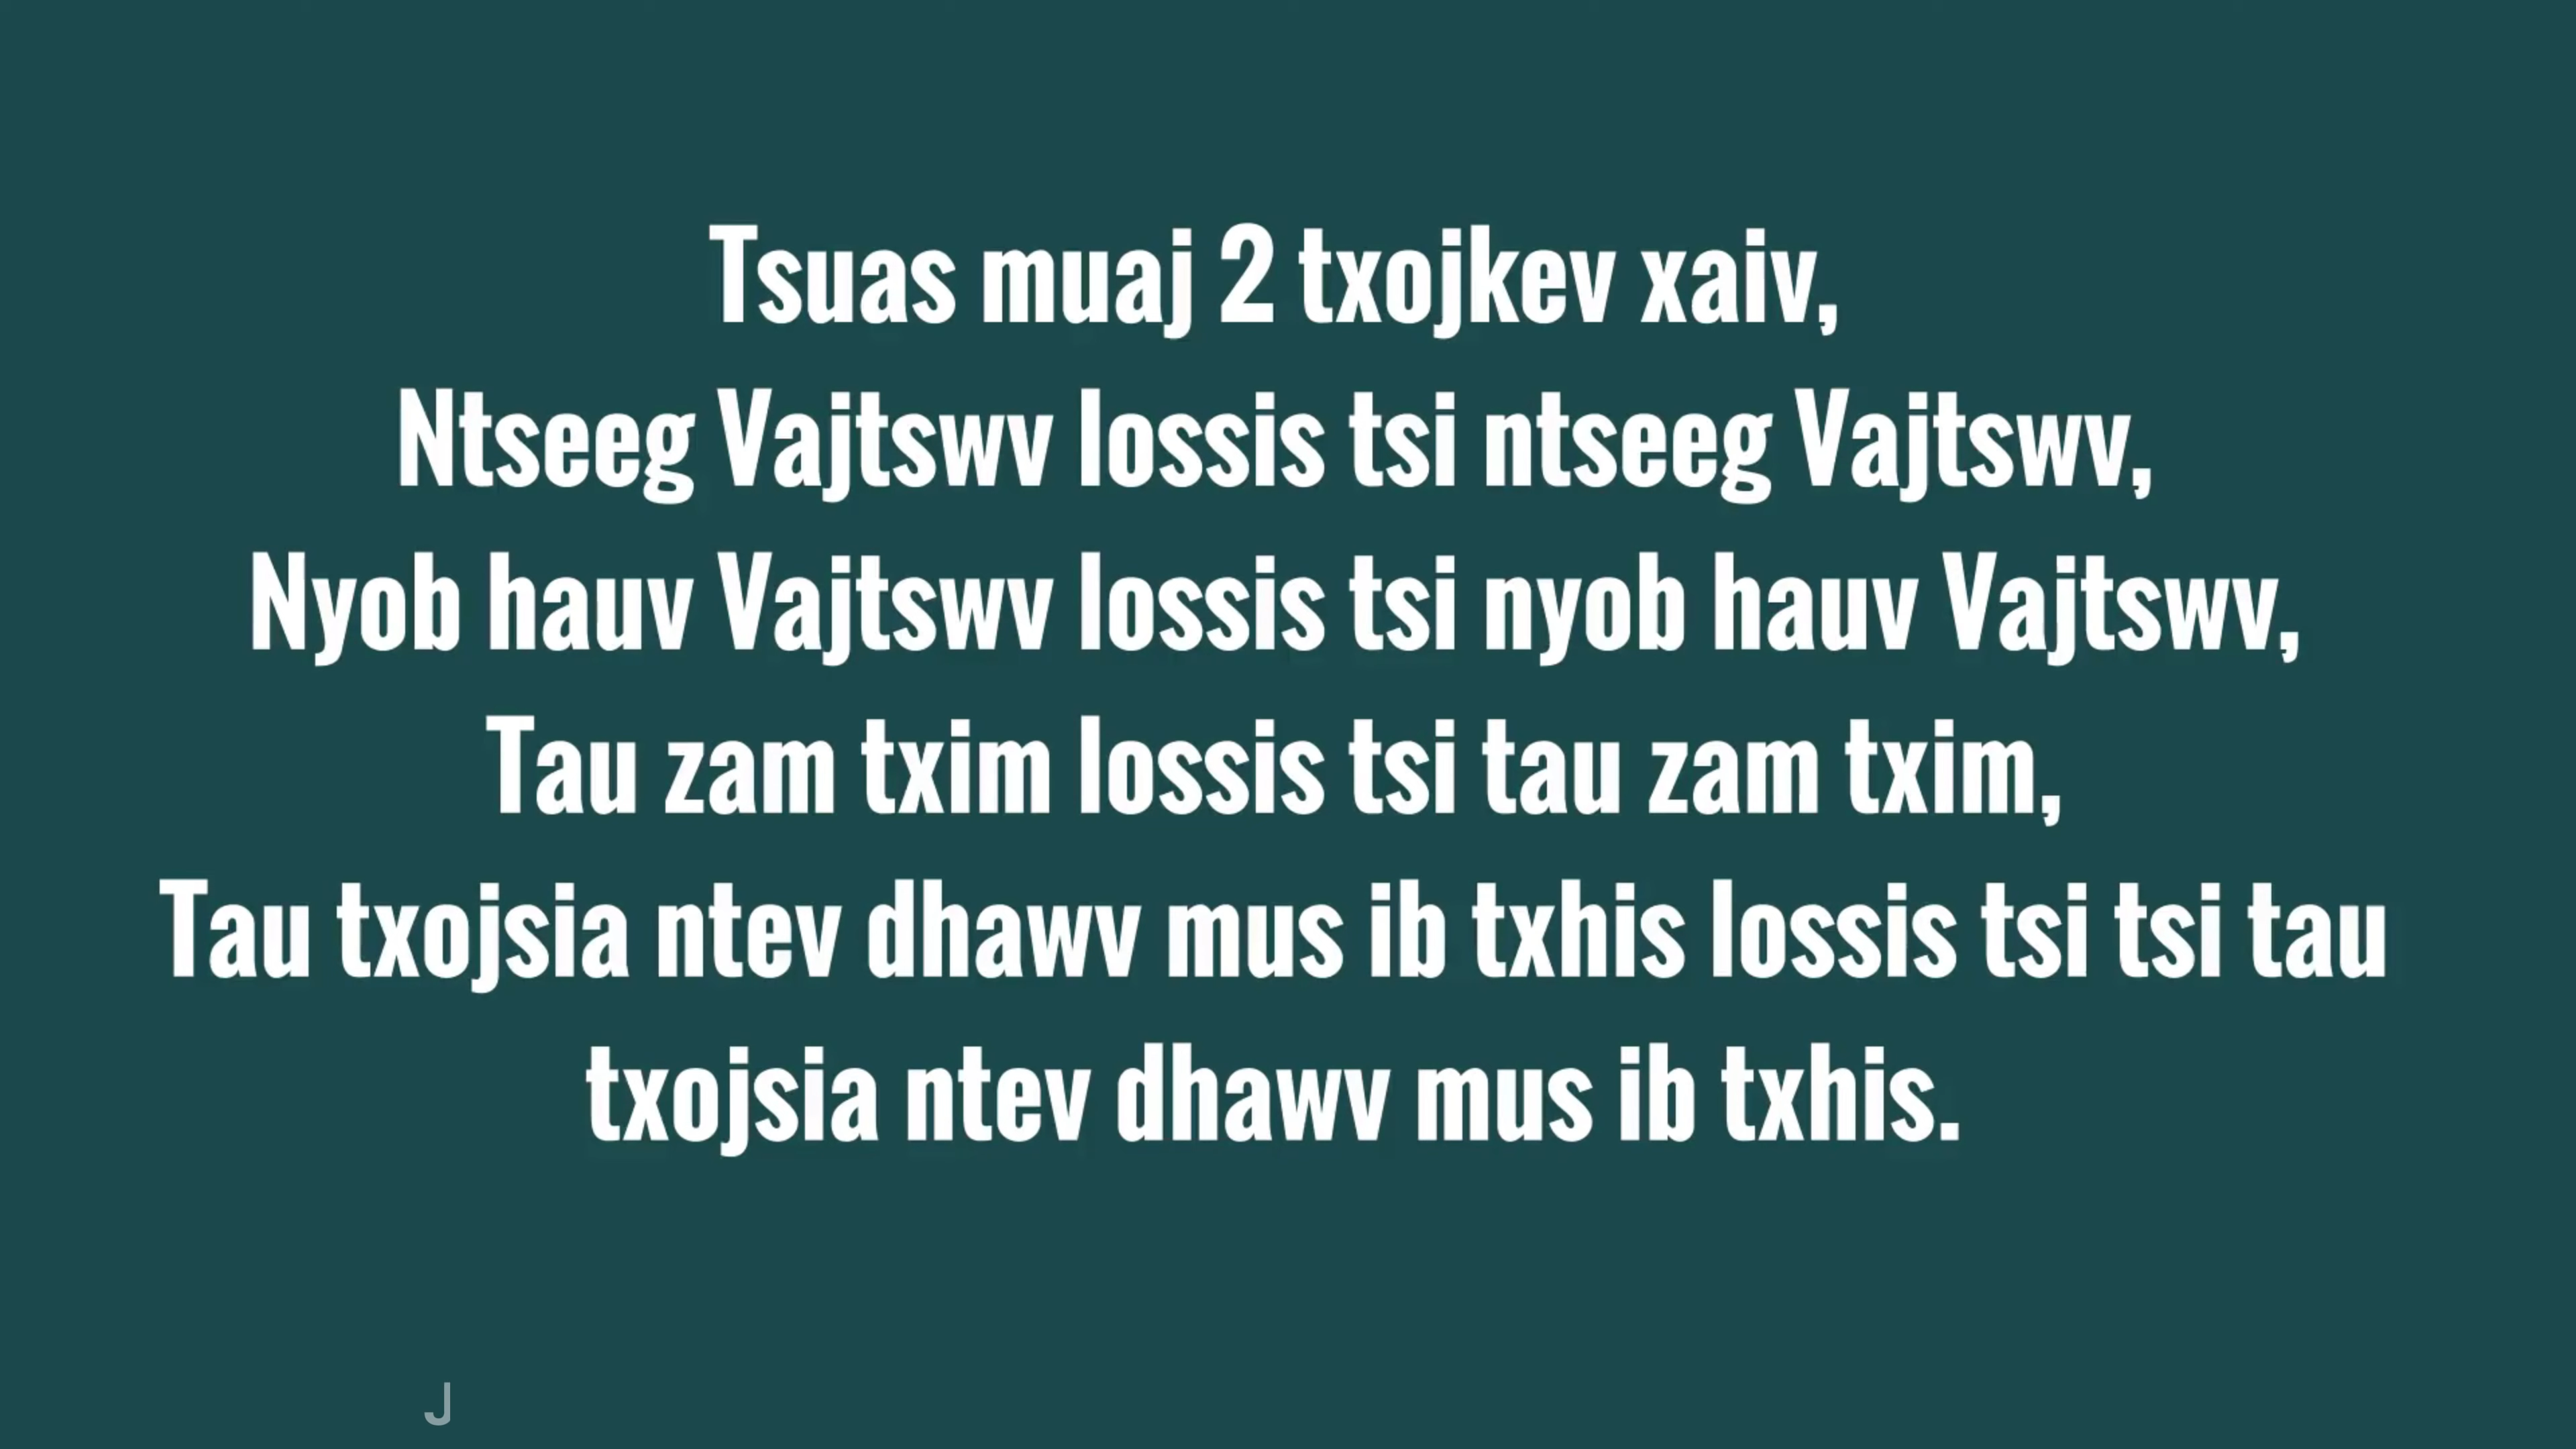 Tsuas muaj 2 txojkev xaiv,
Ntseeg Vajtswv lossis tsi ntseeg Vajtswv,
Nyob hauv Vajtswv lossis tsi nyob hauv Vajtswv,
Tau zam txim lossis tsi tau zam txim,
Tau txojsia ntev dhawv mus ib txhis lossis tsi tsi tau
txojsia ntev dhawv mus ib txhis.
J